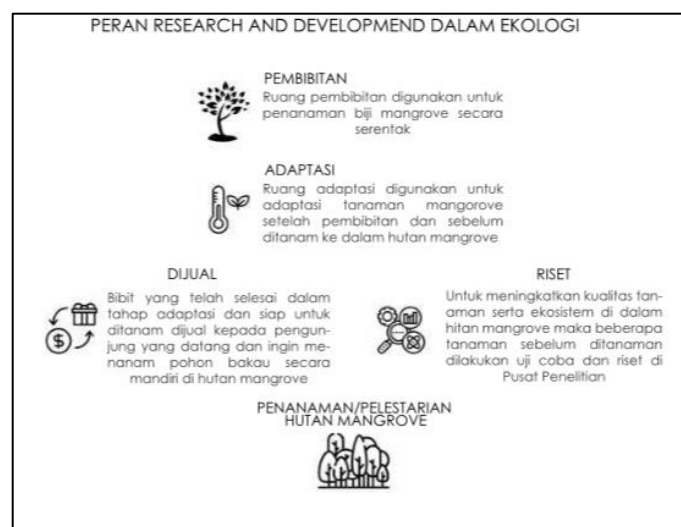 PERAN RESEARCH AND DEVELOPMEND DALAM EKOLOGI
PEMBIBITAN
Ruang pembibitan digunakan untuk
penanaman biji mangrove secara
serentak
ADAPTASI
Ruang adaptasi digunakan untuk
adaptasi tanaman mangorove
setelah pembibitan dan sebelum
ditanam ke dalam hutan mangrove
DIJUAL
Bibit yang telah selesai dalam
tahap adaptasi dan siap untuk
ditanam dijual kepada pengun-
jung yang datang dan ingin me-
nanam pohon bakau secara
mandiri di hutan mangrove
RISET
Untuk meningkatkan kualitas tan-
aman serta ekosistem di dalam
hitan mangrove maka beberapa
tanaman sebelum ditanaman
dilakukan uji coba dan riset di
Pusat Penelitian
PENANAMAN/PELESTARIAN
HUTAN MANGROVE